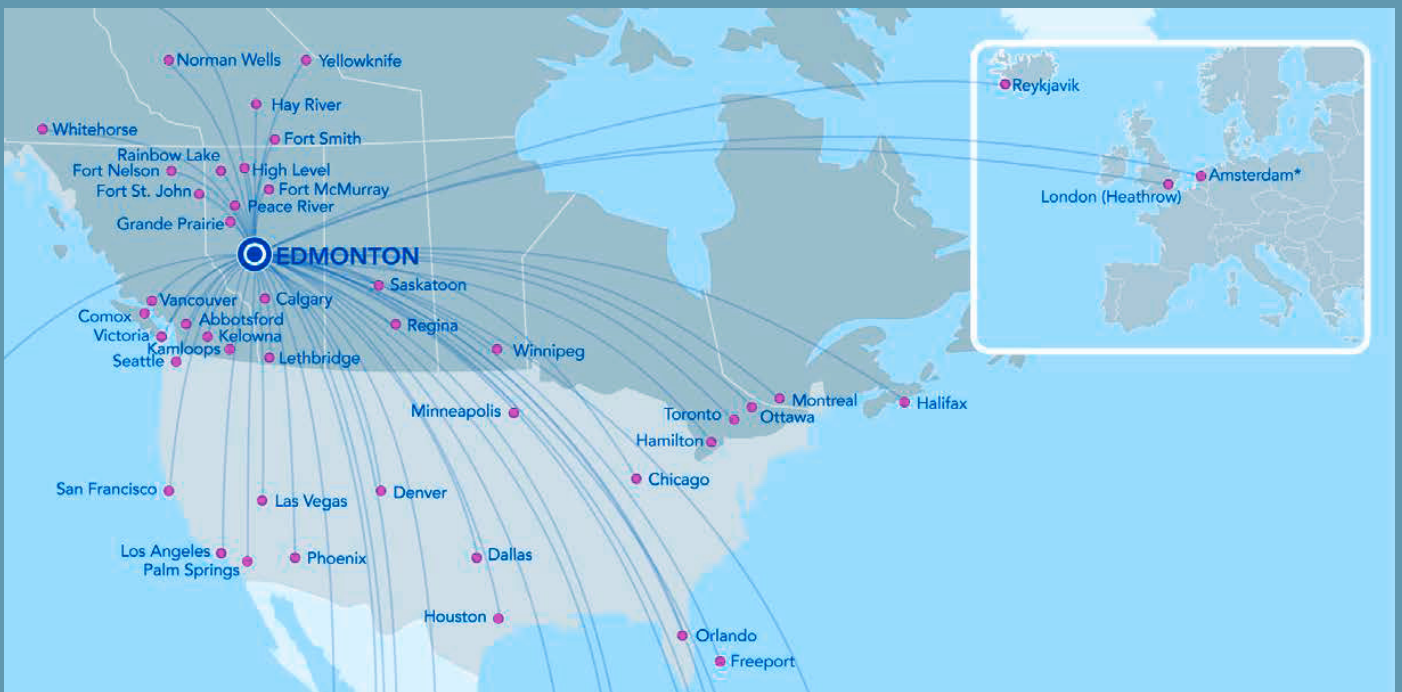 Norman Wells
Yellowknife
Reykjavik
Hay River
Whitehorse
Fort Smith
Rainbow Lake
Fort Nelson
High Level
Amsterdam*
Fort St. John
Fort McMurray
London (Heathrow)
Peace River
Grande Prairie
EDMONTON
Saskatoon
Vancouver
Calgary
Comox
Abbotsford
Regina
Victoria
Kelowna
Kamloops
Winnipeg
Seattle
Lethbridge
Montreal
Halifax
Minneapolis
Toronto
Ottawa
Hamilton
Chicago
San Francisco
Las Vegas
Denver
Los Angeles
Palm Springs
Phoenix
Dallas
Houston
Orlando
Freeport